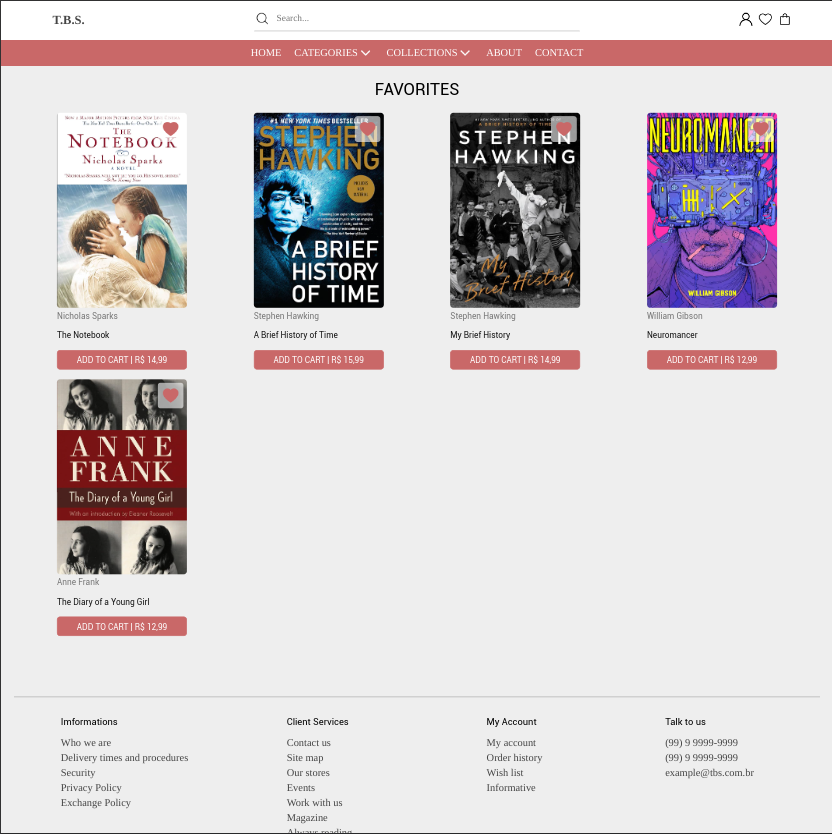 T.B.S.
Search...
HOME CATEGORIES COLLECTIONS ABOUT CONTACT
FAVORITES
THE
NOTEBOOK
Nicholas Sparks
A NOVEL
#1 NEW YORK TIMES BESTSELLER
STEPHEN
HAWKING
A BRIEF
HISTORY
OF TIME
STEPHEN
HAWKING
My
Brief History
NEUROMANCER
WILLIAM GIBSON
Nicholas Sparks
The Notebook
ADD TO CART | R$ 14,99
Stephen Hawking
A Brief History of Time
ADD TO CART | R$ 15,99
Stephen Hawking
My Brief History
ADD TO CART | R$ 14,99
William Gibson
Neuromancer
ADD TO CART | R$ 12,99
ANNE
FRANK
The Diary of a Young Girl
With an introduction by Eleanor Roosevelt
Anne Frank
The Diary of a Young Girl
ADD TO CART | R$ 12,99
Imformations
Who we are
Delivery times and procedures
Security
Privacy Policy
Exchange Policy
Client Services
Contact us
Site map
Our stores
Events
Work with us
Magazine
Always reading
My Account
My account
Order history
Wish list
Informative
Talk to us
(99) 9 9999-9999
(99) 9 9999-9999
example@tbs.com.br